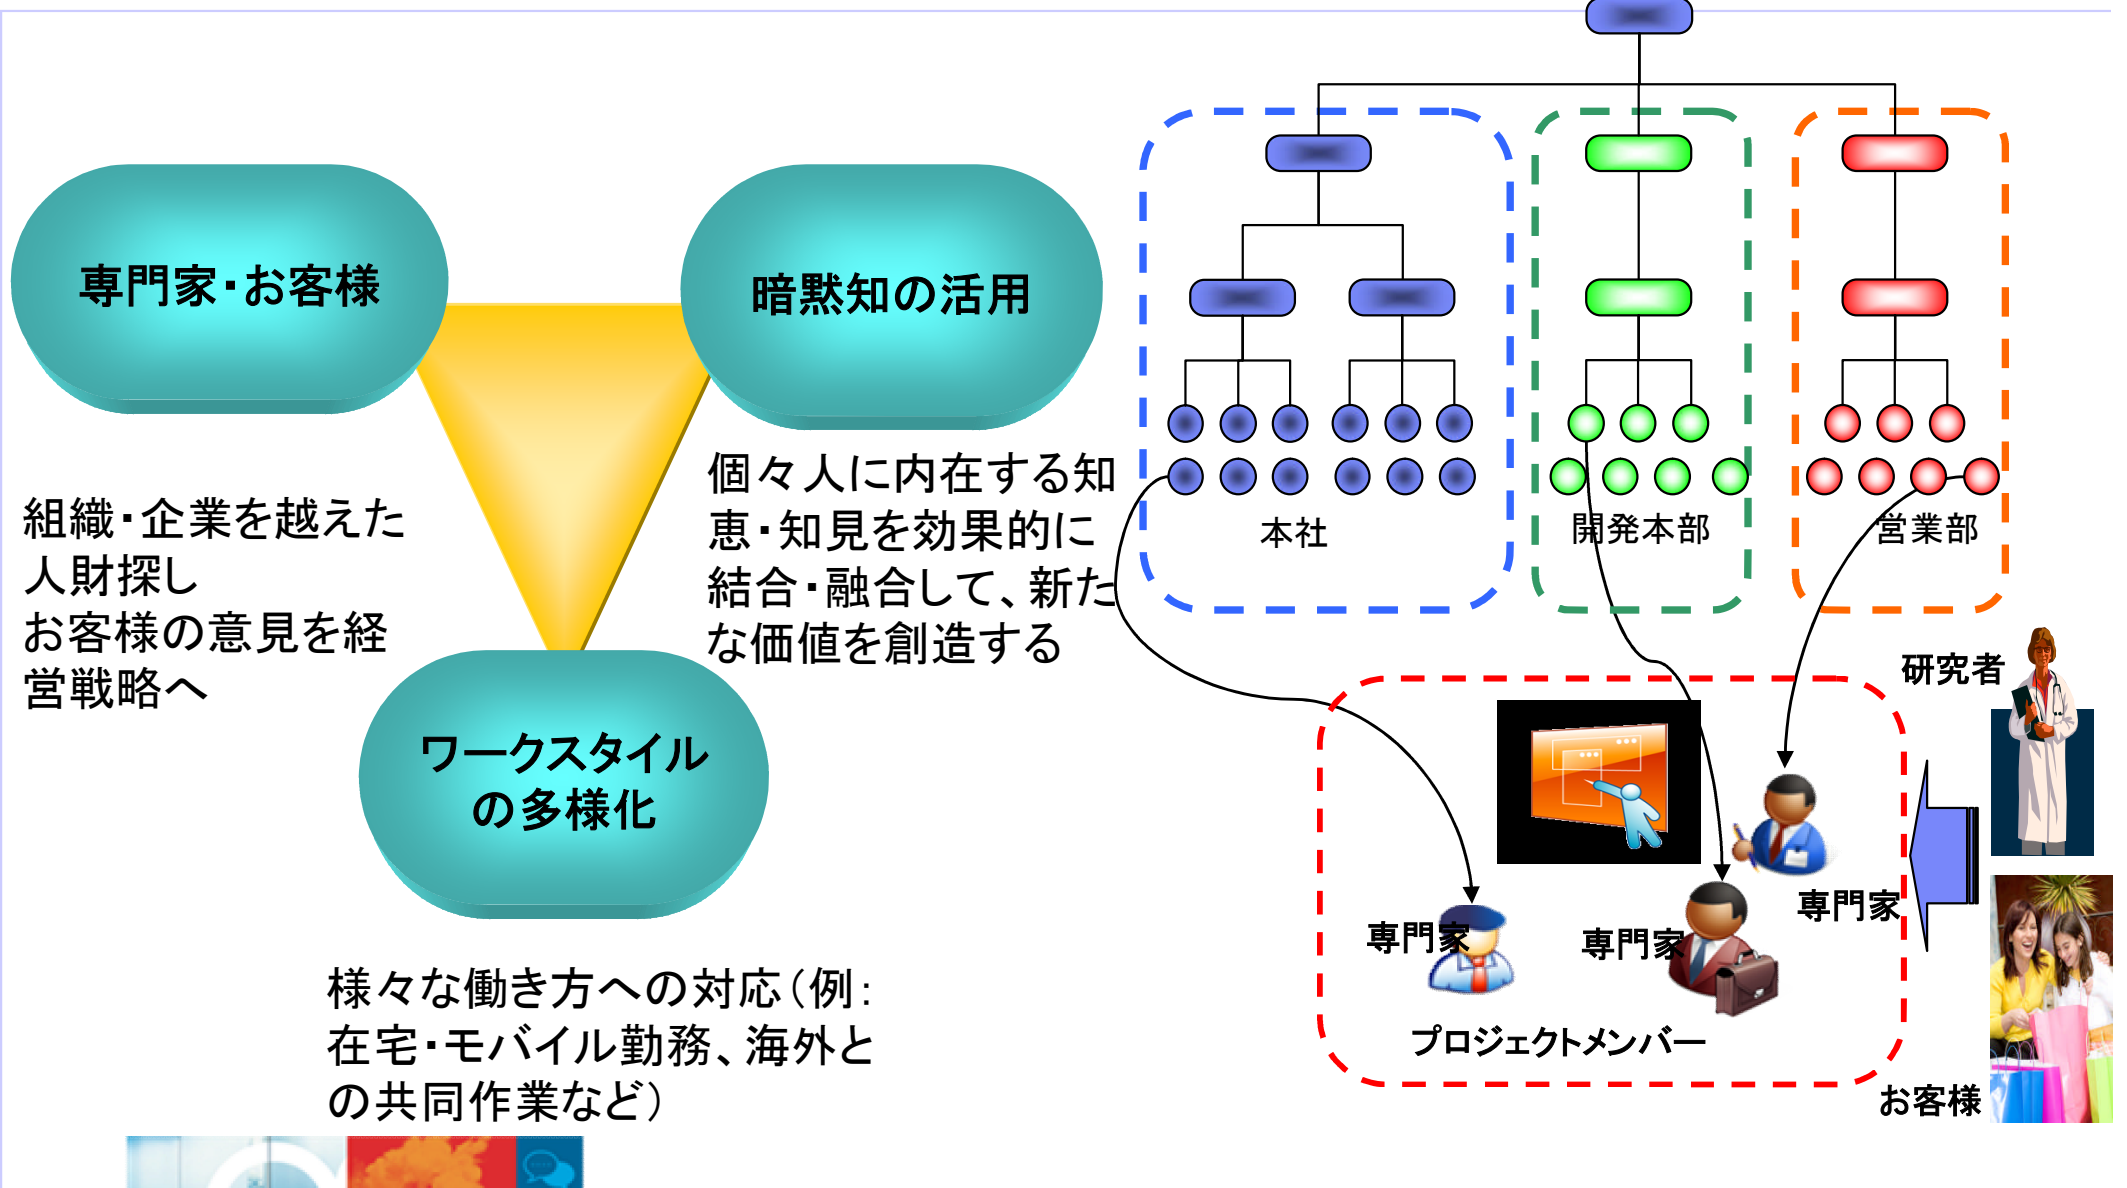 専門家・お客様
暗黙知の活用
組織・企業を越えた
人財探し
お客様の意見を経
営戦略へ
個々人に内在する知
恵・知見を効果的に
結合・融合して、新た
な価値を創造する
ワークスタイル
の多様化
様々な働き方への対応（例：
在宅・モバイル勤務、海外と
の共同作業など）
本社
開発本部
営業部
研究者
専門家
専門家
専門家
プロジェクトメンバー
お客様